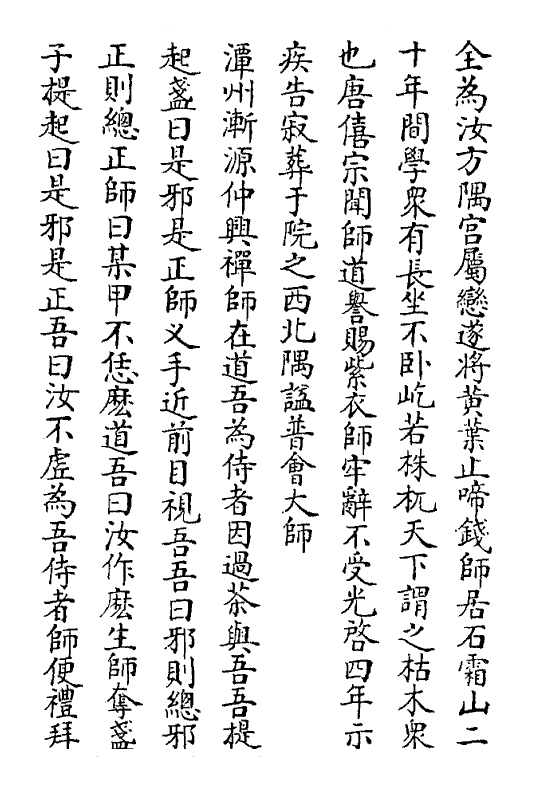 全為汝方隅宫屬戀遂將黄葉止啼錢師居石霜山二
十年間學衆有長坐不卧屹若株杌天下謂之枯木衆
也唐僖宗聞師道譽賜紫衣師牢辭不受光啓四年示
疾告寂葬于院之西北隅諡普會大師
潭州漸源仲興禪師在道吾為侍者因過茶與吾吾提
起盞曰是邪是正師义手近前目視吾吾曰邪則總邪
正則總正師曰某甲不恁麽道吾曰汝作麽生師奪盞
子提起曰是邪是正吾曰汝不虗為吾侍者師便禮拜